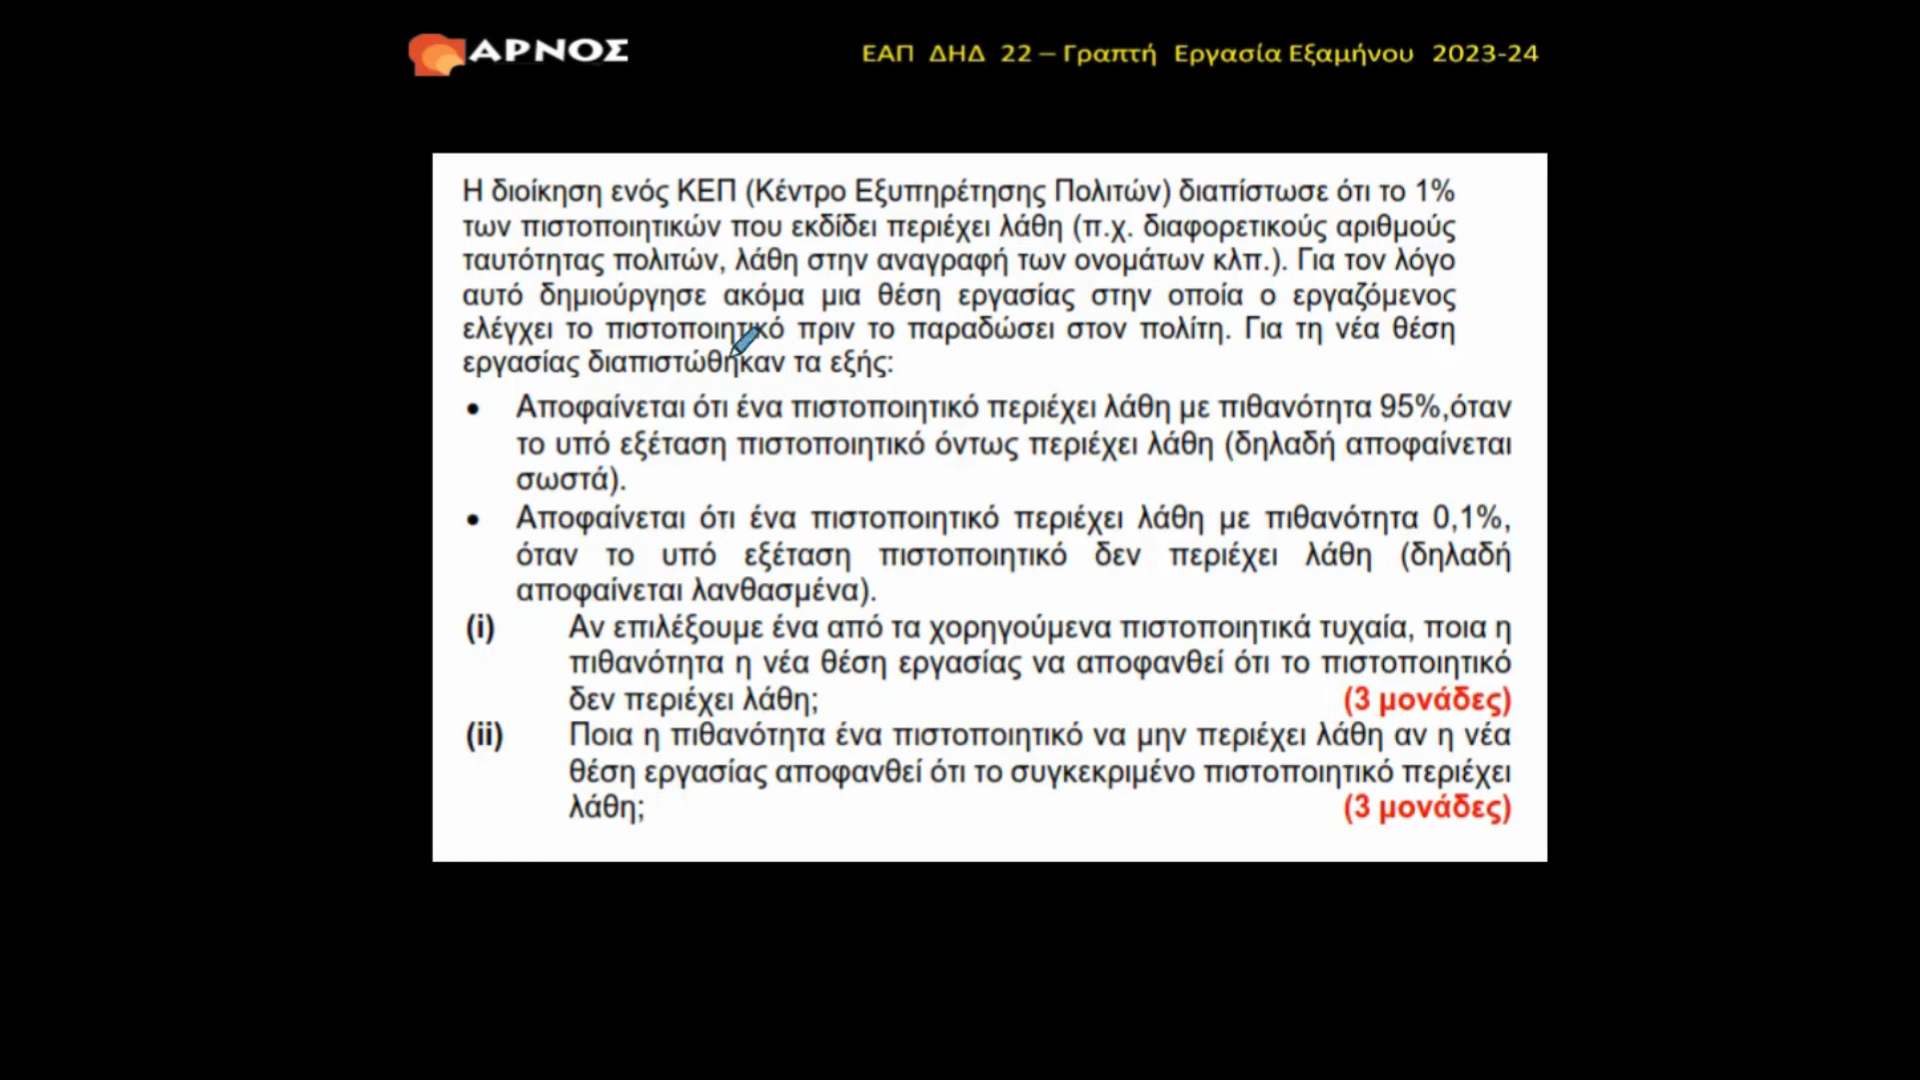 ΑΡΝΟΣ
ΕΑΠ ΔΗΔ 22 – Γραπτή Εργασία Εξαμήνου 2023-24
Η διοίκηση ενός ΚΕΠ (Κέντρο Εξυπηρέτησης Πολιτών) διαπίστωσε ότι το 1%
των πιστοποιητικών που εκδίδει περιέχει λάθη (π.χ. διαφορετικούς αριθμούς
ταυτότητας πολιτών, λάθη στην αναγραφή των ονομάτων κλπ.). Για τον λόγο
αυτό δημιούργησε ακόμα μια θέση εργασίας στην οποία ο εργαζόμενος
ελέγχει το πιστοποιητικό πριν το παραδώσει στον πολίτη. Για τη νέα θέση
εργασίας διαπιστώθηκαν τα εξής:
• Αποφαίνεται ότι ένα πιστοποιητικό περιέχει λάθη με πιθανότητα 95%,όταν
το υπό εξέταση πιστοποιητικό όντως περιέχει λάθη (δηλαδή αποφαίνεται
σωστά).
• Αποφαίνεται ότι ένα πιστοποιητικό περιέχει λάθη με πιθανότητα 0,1%,
όταν το υπό εξέταση πιστοποιητικό δεν περιέχει λάθη (δηλαδή
αποφαίνεται λανθασμένα).
(i) Αν επιλέξουμε ένα από τα χορηγούμενα πιστοποιητικά τυχαία, ποια η
πιθανότητα η νέα θέση εργασίας να αποφανθεί ότι το πιστοποιητικό
δεν περιέχει λάθη; (3 μονάδες)
(ii) Ποια η πιθανότητα ένα πιστοποιητικό να μην περιέχει λάθη αν η νέα
θέση εργασίας αποφανθεί ότι το συγκεκριμένο πιστοποιητικό περιέχει
λάθη; (3 μονάδες)